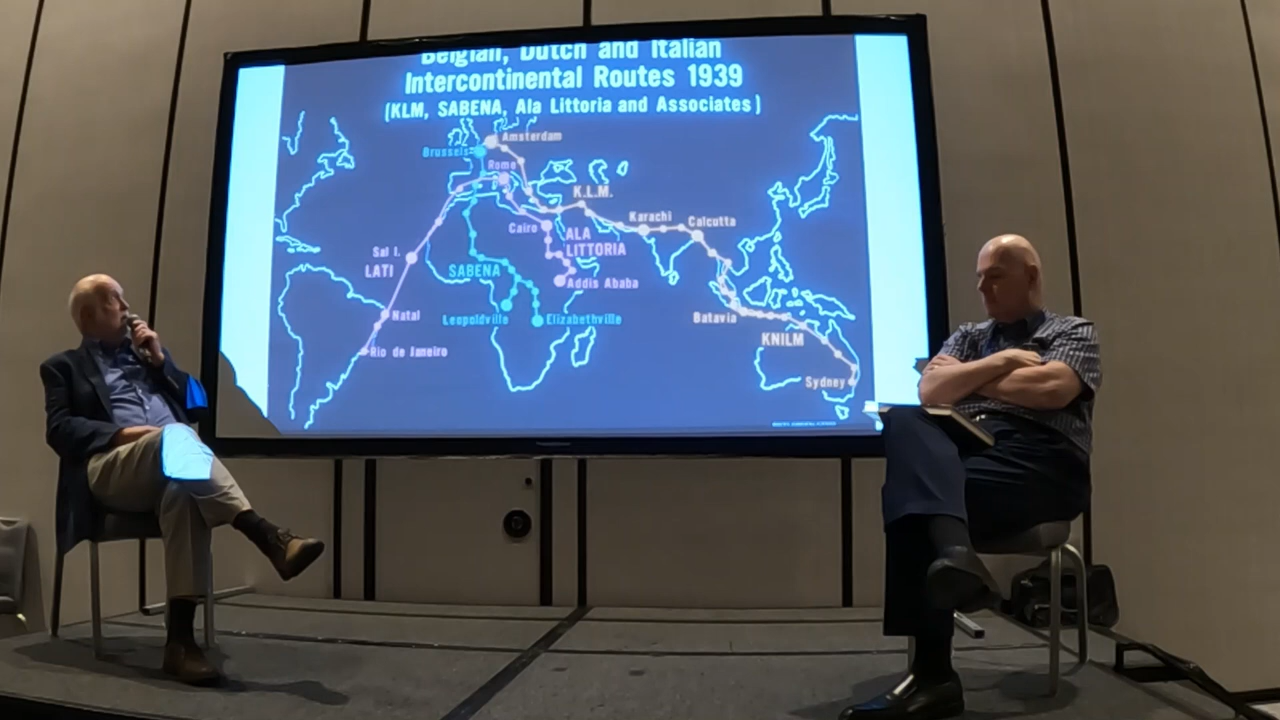 Belgian, Dutch and Italian
Intercontinental Routes 1939
(KLM, SABENA, Ala Littoria and Associates)
Amsterdam
Brussels
Rome
K.L.M.
Karachi
Calcutta
Cairo
ALA
LITTORIA
Sal I.
LATI
SABENA
Addis Ababa
Natal
Leopoldville
Elizabethville
Batavia
KNILM
Rio de Janeiro
Sydney